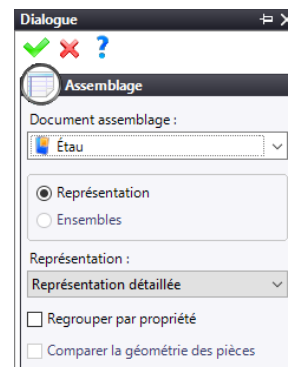 Dialogue
?
Assemblage
Document assemblage :
Étau
Représentation
Ensembles
Représentation :
Représentation détaillée
Regrouper par propriété
Comparer la géométrie des pièces